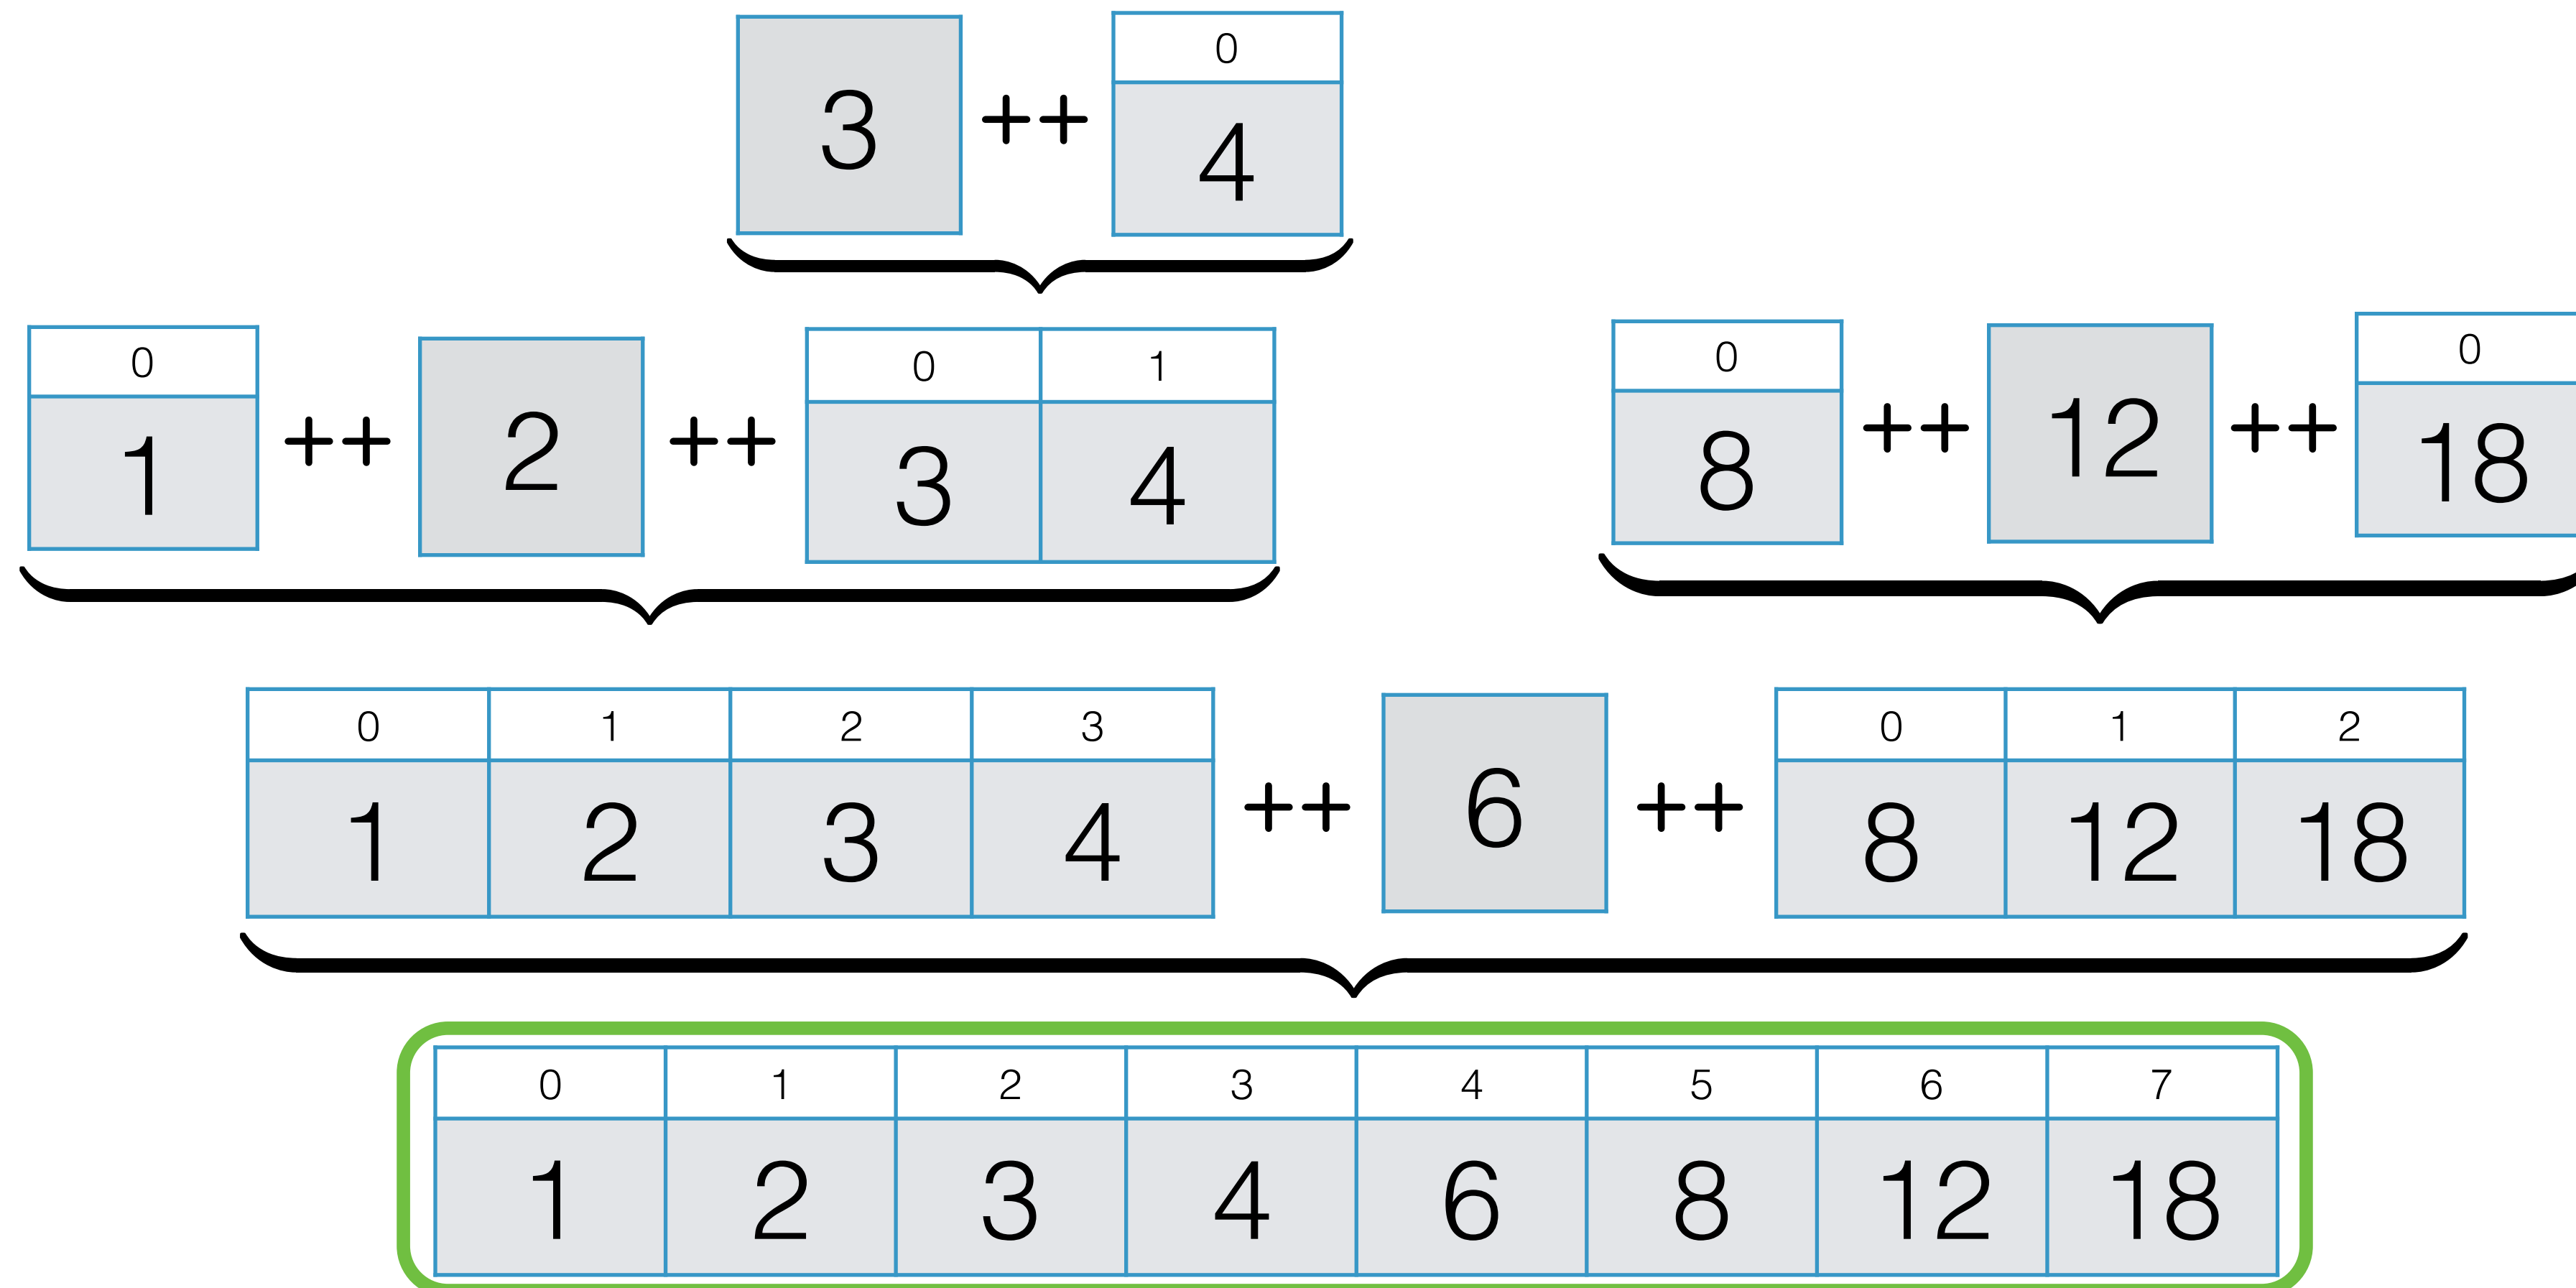 0
3 ++ 4
0 0 1 0 0
1 ++ 2 ++ 3 4 8 ++ 12 ++ 18
0 1 2 3 0 1 2
1 2 3 4 ++ 6 ++ 8 12 18
0 1 2 3 4 5 6 7
1 2 3 4 6 8 12 18